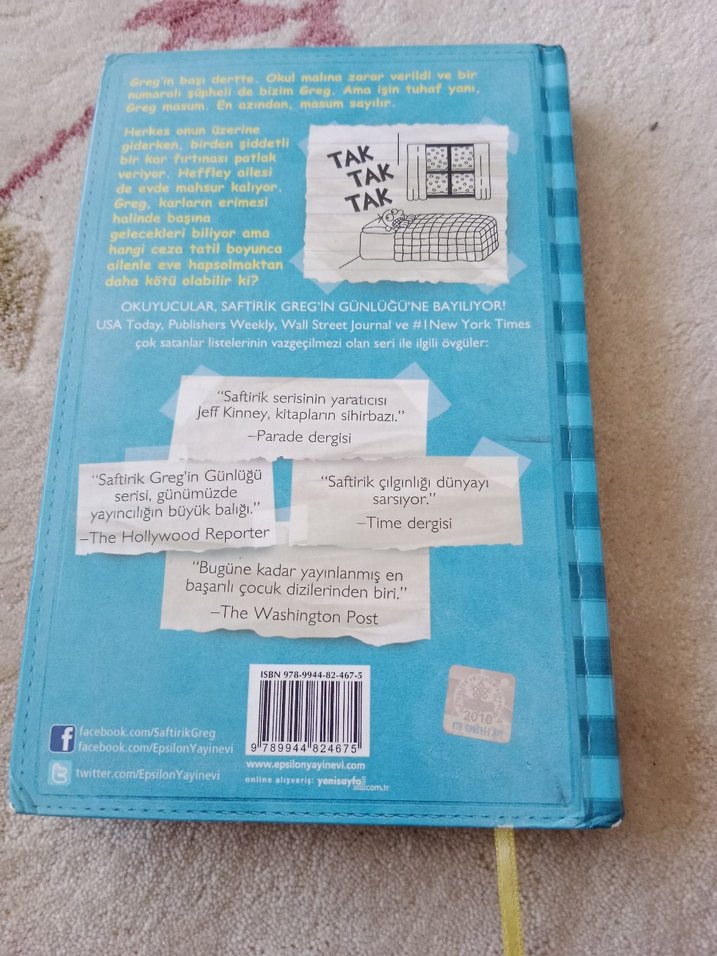 Greg'in başı dertte. Okul malına zarar verildi ve bir
numaralı şüpheli de bizim Greg. Ama işin tuhaf yanı,
Greg masum. En azından, masum sayılır.
Herkes onun üzerine
giderken, birden şiddetli
bir kar fırtınası patlak
veriyor. Heffley ailesi
de evde mahsur kalıyor.
Greg, karların erimesi
halinde başına
gelecekleri biliyor ama
hangi ceza tatil boyunca
ailenle eve hapsolmaktan
daha kötü olabilir ki?
TAK
TAK
TAK
OKUYUCULAR, SAFTİRİK GREG'İN GÜNLÜĞÜ'NE BAYILIYOR!
USA Today, Publishers Weekly, Wall Street Journal ve #1New York Times
çok satanlar listelerinin vazgeçilmezi olan seri ile ilgili övgüler:
“Saftirik serisinin yaratıcısı
Jeff Kinney, kitapların sihirbazı.”
–Parade dergisi
“Saftirik Greg'in Günlüğü
serisi, günümüzde
yayıncılığın büyük balığı.”
–The Hollywood Reporter
“Saftirik çılgınlığı dünyayı
sarsıyor.”
–Time dergisi
“Bugüne kadar yayınlanmış en
başarılı çocuk dizilerinden biri.”
–The Washington Post
ISBN 978-9944-82-467-5
9 789944 824675
www.epsilonyayinevi.com
online alışveriş: yenisayfa.com.tr
facebook.com/SaftirikGreg
facebook.com/EpsilonYayinevi
twitter.com/EpsilonYayinevi
2010